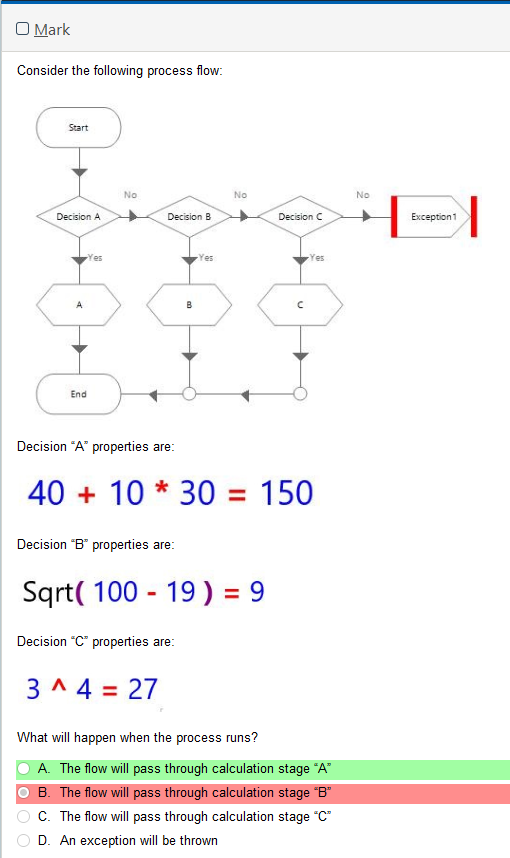 Mark
Consider the following process flow:
Start
No
No
No
Decision A
Decision B
Decision C
Exception1
Yes
Yes
Yes
A
B
C
End
Decision "A" properties are:
40 + 10 * 30 = 150
Decision "B" properties are:
Sqrt( 100 - 19 ) = 9
Decision "C" properties are:
3 ^ 4 = 27
What will happen when the process runs?
A. The flow will pass through calculation stage "A"
B. The flow will pass through calculation stage "B"
C. The flow will pass through calculation stage "C"
D. An exception will be thrown